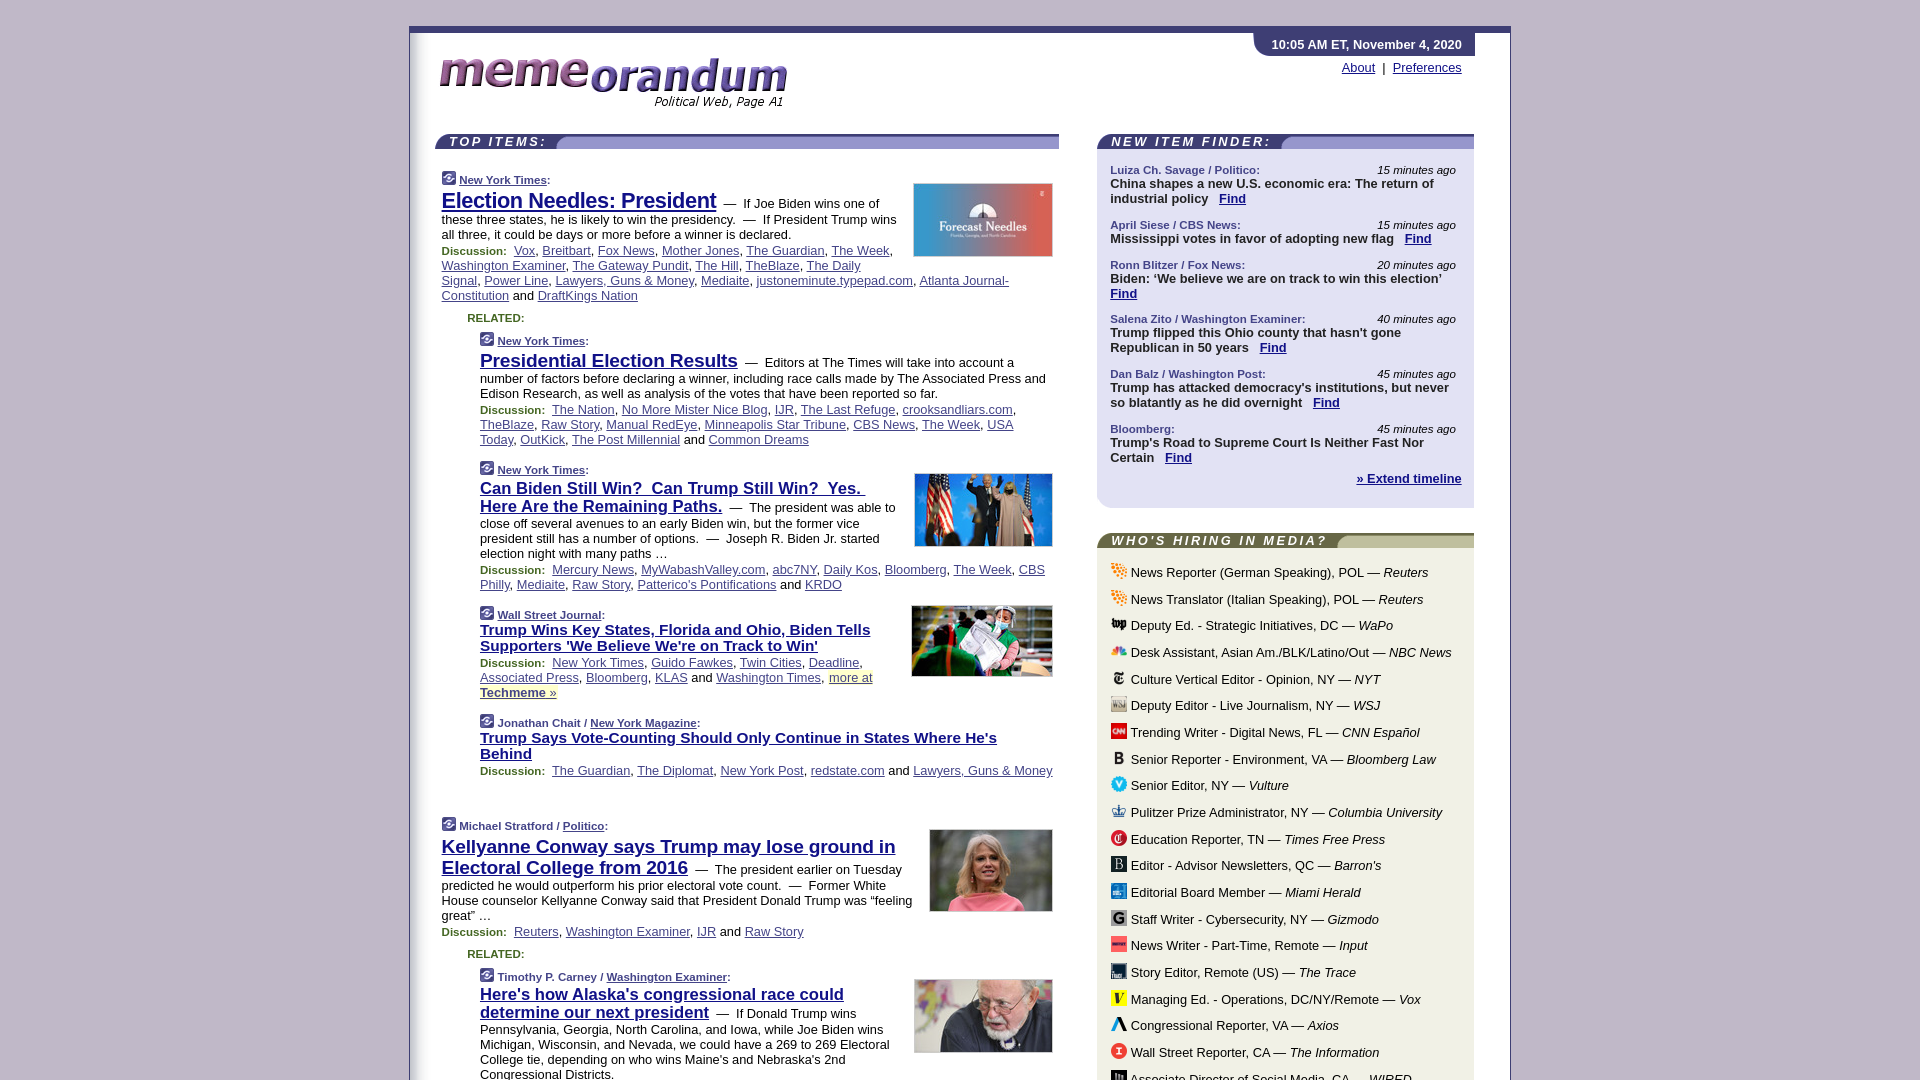 10:05 AM ET, November 4, 2020
memeorandum
Political Web, Page A1
About | Preferences
TOP ITEMS:
New York Times:
Election Needles: President — If Joe Biden wins one of
these three states, he is likely to win the presidency. — If President Trump wins
all three, it could be days or more before a winner is declared.
Forecast Needles
Florida, Georgia, and North Carolina
Discussion: Vox, Breitbart, Fox News, Mother Jones, The Guardian, The Week,
Washington Examiner, The Gateway Pundit, The Hill, TheBlaze, The Daily
Signal, Power Line, Lawyers, Guns & Money, Mediaite, justoneminute.typepad.com, Atlanta Journal-
Constitution and DraftKings Nation
RELATED:
New York Times:
Presidential Election Results — Editors at The Times will take into account a
number of factors before declaring a winner, including race calls made by The Associated Press and
Edison Research, as well as analysis of the votes that have been reported so far.
Discussion: The Nation, No More Mister Nice Blog, IJR, The Last Refuge, crooksandliars.com,
TheBlaze, Raw Story, Manual RedEye, Minneapolis Star Tribune, CBS News, The Week, USA
Today, OutKick, The Post Millennial and Common Dreams
New York Times:
Can Biden Still Win? Can Trump Still Win? Yes.
Here Are the Remaining Paths. — The president was able to
close off several avenues to an early Biden win, but the former vice
president still has a number of options. — Joseph R. Biden Jr. started
election night with many paths …
Discussion: Mercury News, MyWabashValley.com, abc7NY, Daily Kos, Bloomberg, The Week, CBS
Philly, Mediaite, Raw Story, Patterico's Pontifications and KRDO
Wall Street Journal:
Trump Wins Key States, Florida and Ohio, Biden Tells
Supporters 'We Believe We're on Track to Win'
Discussion: New York Times, Guido Fawkes, Twin Cities, Deadline,
Associated Press, Bloomberg, KLAS and Washington Times, more at
Techmeme »
Jonathan Chait / New York Magazine:
Trump Says Vote-Counting Should Only Continue in States Where He's
Behind
Discussion: The Guardian, The Diplomat, New York Post, redstate.com and Lawyers, Guns & Money
Michael Stratford / Politico:
Kellyanne Conway says Trump may lose ground in
Electoral College from 2016 — The president earlier on Tuesday
predicted he would outperform his prior electoral vote count. — Former White
House counselor Kellyanne Conway said that President Donald Trump was “feeling
great” …
Discussion: Reuters, Washington Examiner, IJR and Raw Story
RELATED:
Timothy P. Carney / Washington Examiner:
Here's how Alaska's congressional race could
determine our next president — If Donald Trump wins
Pennsylvania, Georgia, North Carolina, and Iowa, while Joe Biden wins
Michigan, Wisconsin, and Nevada, we could have a 269 to 269 Electoral
College tie, depending on who wins Maine's and Nebraska's 2nd
Congressional Districts.
NEW ITEM FINDER:
Luiza Ch. Savage / Politico: 15 minutes ago
China shapes a new U.S. economic era: The return of
industrial policy Find
April Siese / CBS News: 15 minutes ago
Mississippi votes in favor of adopting new flag Find
Ronn Blitzer / Fox News: 20 minutes ago
Biden: ‘We believe we are on track to win this election’
Find
Salena Zito / Washington Examiner: 40 minutes ago
Trump flipped this Ohio county that hasn't gone
Republican in 50 years Find
Dan Balz / Washington Post: 45 minutes ago
Trump has attacked democracy's institutions, but never
so blatantly as he did overnight Find
Bloomberg: 45 minutes ago
Trump's Road to Supreme Court Is Neither Fast Nor
Certain Find
» Extend timeline
WHO'S HIRING IN MEDIA?
News Reporter (German Speaking), POL — Reuters
News Translator (Italian Speaking), POL — Reuters
Deputy Ed. - Strategic Initiatives, DC — WaPo
Desk Assistant, Asian Am./BLK/Latino/Out — NBC News
Culture Vertical Editor - Opinion, NY — NYT
Deputy Editor - Live Journalism, NY — WSJ
Trending Writer - Digital News, FL — CNN Español
Senior Reporter - Environment, VA — Bloomberg Law
Senior Editor, NY — Vulture
Pulitzer Prize Administrator, NY — Columbia University
Education Reporter, TN — Times Free Press
Editor - Advisor Newsletters, QC — Barron's
Editorial Board Member — Miami Herald
Staff Writer - Cybersecurity, NY — Gizmodo
News Writer - Part-Time, Remote — Input
Story Editor, Remote (US) — The Trace
Managing Ed. - Operations, DC/NY/Remote — Vox
Congressional Reporter, VA — Axios
Wall Street Reporter, CA — The Information
Associate Director of Social Media, CA — WIRED